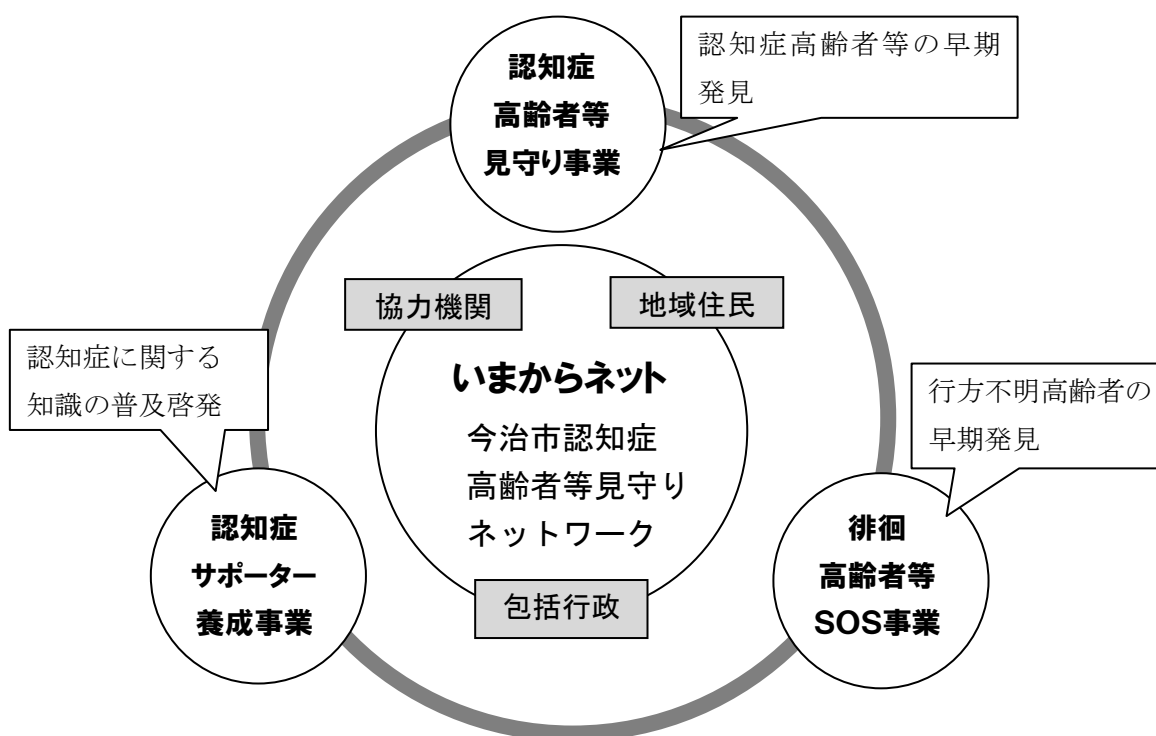 認知症
高齢者等
見守り事業
認知症高齢者等の早期
発見
協力機関
地域住民
いまからネット
今治市認知症
高齢者等見守り
ネットワーク
包括行政
認知症に関する
知識の普及啓発
認知症
サポーター
養成事業
行方不明高齢者の
早期発見
徘徊
高齢者等
SOS事業